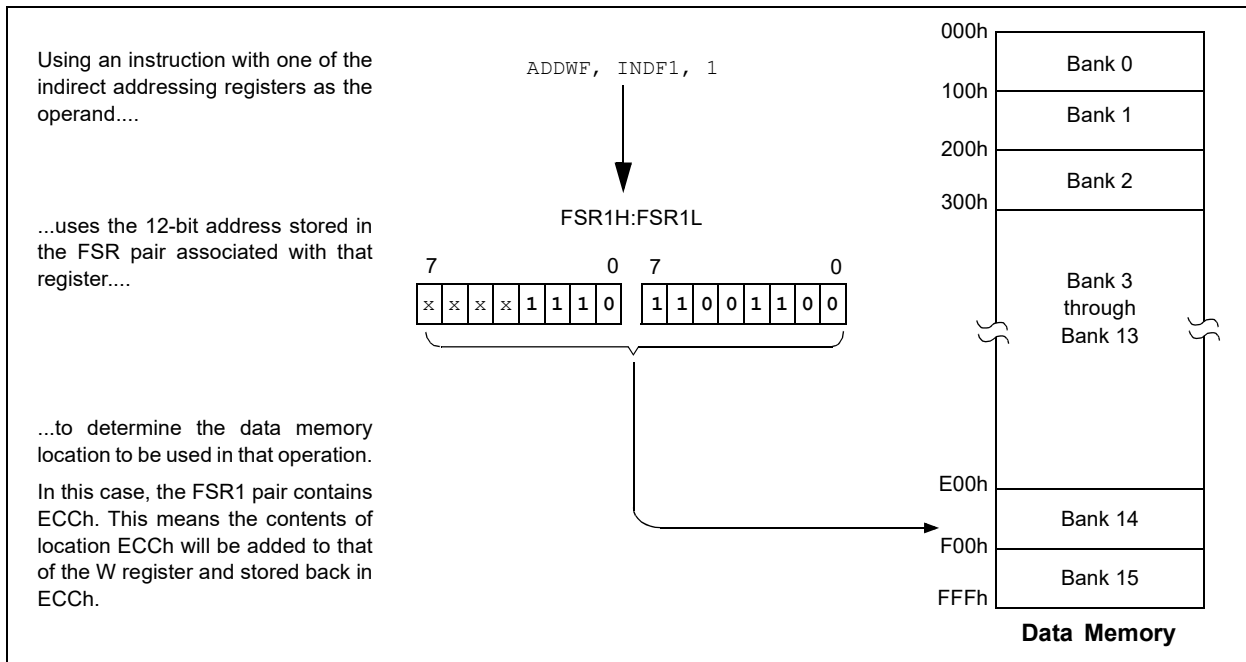 Using an instruction with one of the
indirect addressing registers as the
operand....
...uses the 12-bit address stored in
the FSR pair associated with that
register....
...to determine the data memory
location to be used in that operation.
In this case, the FSR1 pair contains
ECCh. This means the contents of
location ECCh will be added to that
of the W register and stored back in
ECCh.
ADDWF, INDF1, 1
FSR1H:FSR1L
7 0 7 0
x x x x 1 1 1 0 1 1 0 0 1 1 0 0
000h
Bank 0
100h
Bank 1
200h
Bank 2
300h
Bank 3
through
Bank 13
E00h
Bank 14
F00h
Bank 15
FFFh
Data Memory